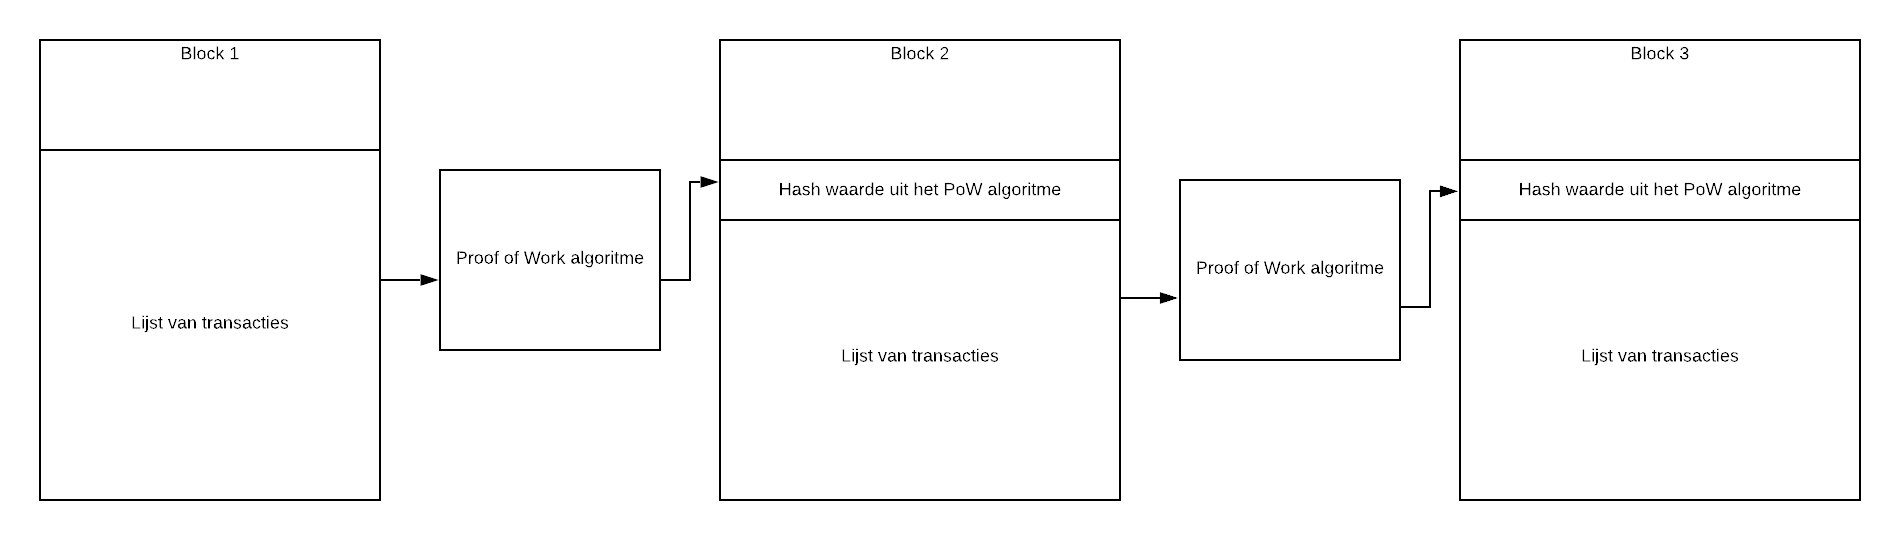 Block 1
Lijst van transacties
Proof of Work algoritme
Block 2
Hash waarde uit het PoW algoritme
Lijst van transacties
Proof of Work algoritme
Block 3
Hash waarde uit het PoW algoritme
Lijst van transacties